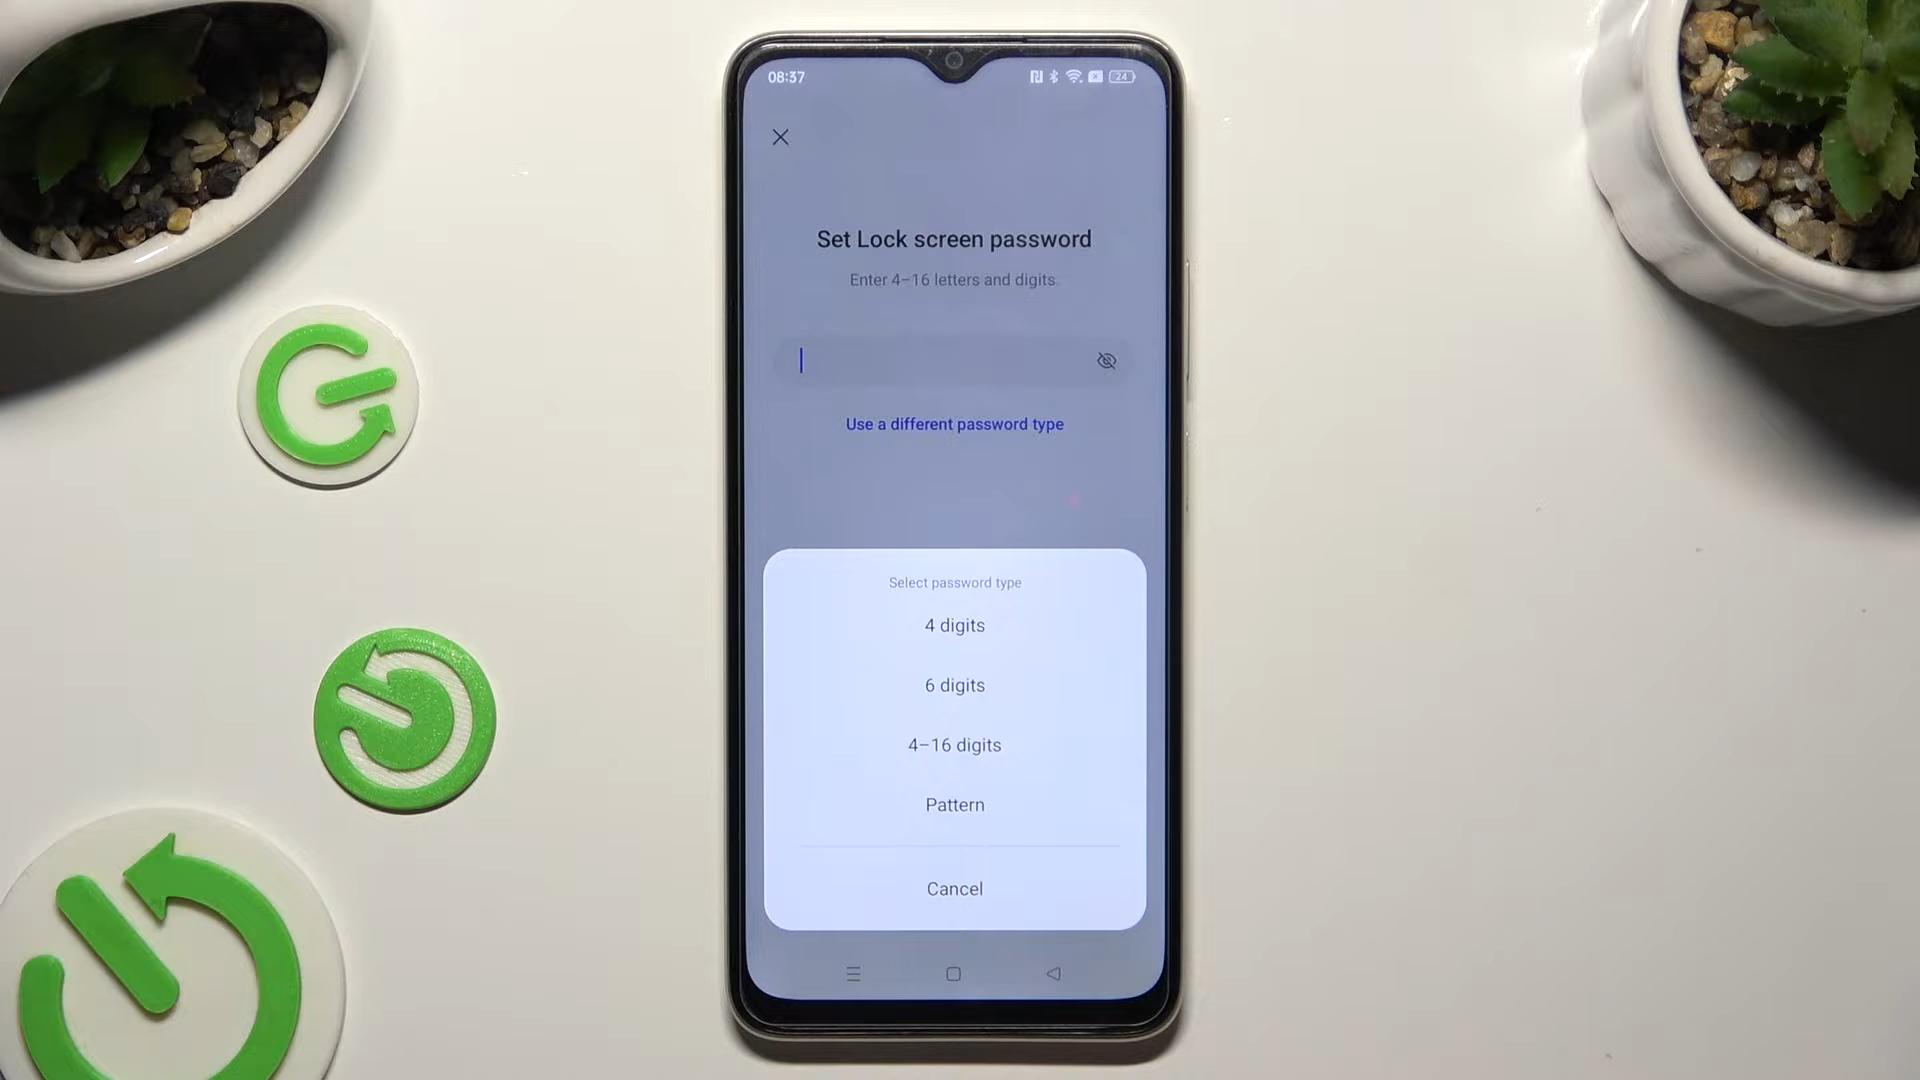 08:37
24
Set Lock screen password
Enter 4–16 letters and digits.
Use a different password type
Select password type
4 digits
6 digits
4–16 digits
Pattern
Cancel